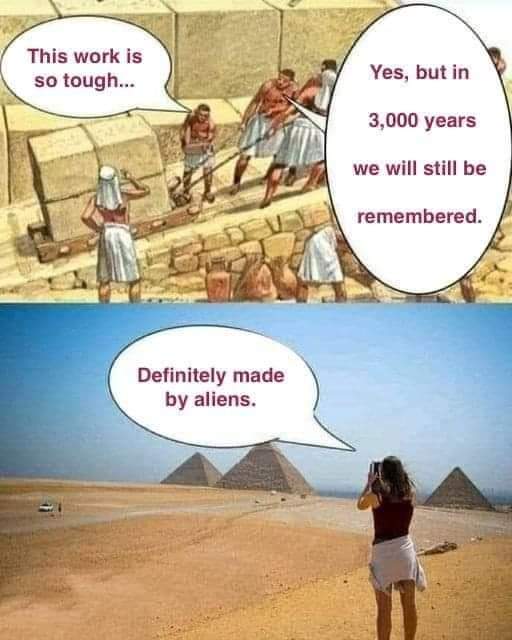 This work is
so tough...
Yes, but in
3,000 years
we will still be
remembered.
Definitely made
by aliens.